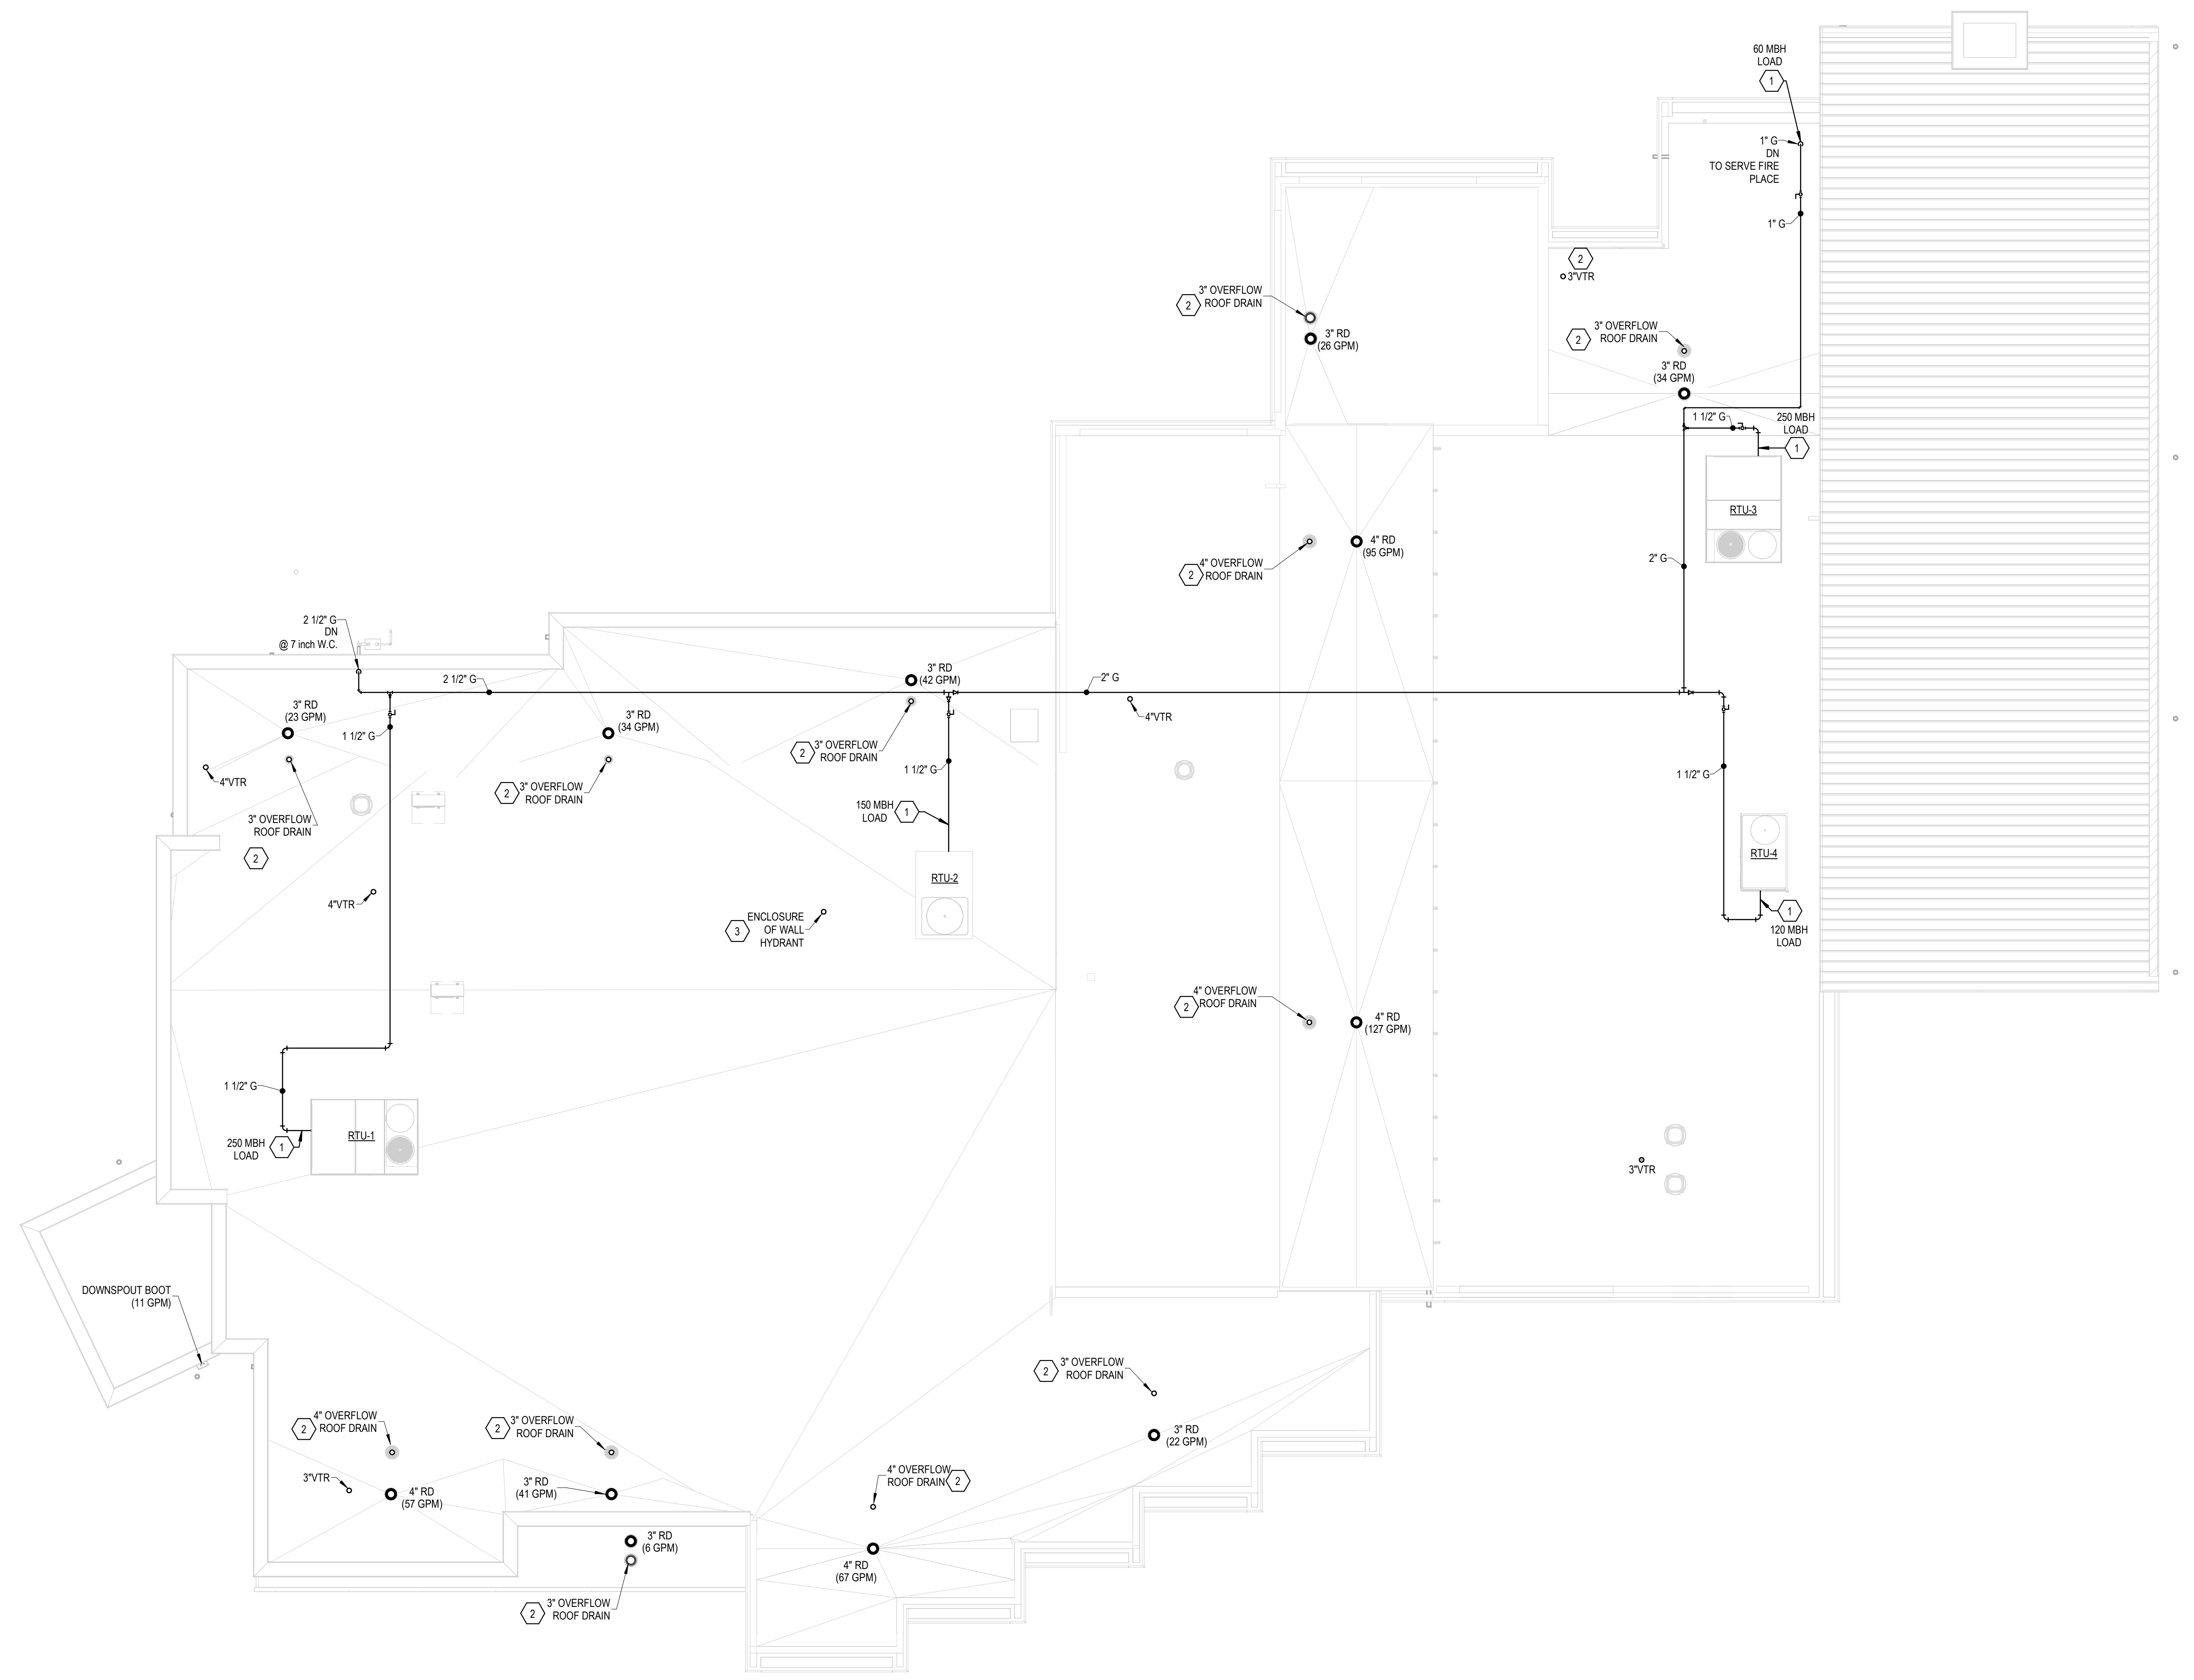 60 MBH
LOAD
1
1" G
DN
TO SERVE FIRE
PLACE
1" G
2
3"VTR
3" OVERFLOW
ROOF DRAIN
2
3" RD
(26 GPM)
3" OVERFLOW
ROOF DRAIN
2
3" RD
(34 GPM)
1 1/2" G
250 MBH
LOAD
1
RTU-3
2" G
4" RD
(95 GPM)
4" OVERFLOW
ROOF DRAIN
2
2 1/2" G
DN
@ 7 inch W.C.
2 1/2" G
3" RD
(42 GPM)
2" G
4"VTR
3" RD
(23 GPM)
1 1/2" G
3" RD
(34 GPM)
3" OVERFLOW
ROOF DRAIN
2
4"VTR
3" OVERFLOW
ROOF DRAIN
2
1 1/2" G
1 1/2" G
3" OVERFLOW
ROOF DRAIN
2
150 MBH
LOAD
1
RTU-2
RTU-4
4"VTR
ENCLOSURE
OF WALL
HYDRANT
3
1
120 MBH
LOAD
4" OVERFLOW
ROOF DRAIN
2
4" RD
(127 GPM)
1 1/2" G
250 MBH
LOAD
1
RTU-1
3"VTR
DOWNSPOUT BOOT
(11 GPM)
3" OVERFLOW
ROOF DRAIN
2
4" OVERFLOW
ROOF DRAIN
2
3" OVERFLOW
ROOF DRAIN
2
3" RD
(22 GPM)
3"VTR
4" RD
(57 GPM)
3" RD
(41 GPM)
4" OVERFLOW
ROOF DRAIN
2
3" RD
(6 GPM)
4" RD
(67 GPM)
3" OVERFLOW
ROOF DRAIN
2